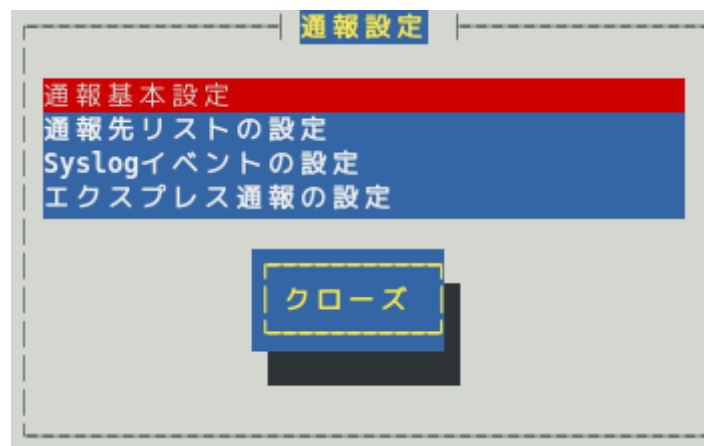 通報設定
通報基本設定
通報先リストの設定
Syslogイベントの設定
エクスプレス通報の設定
クローズ